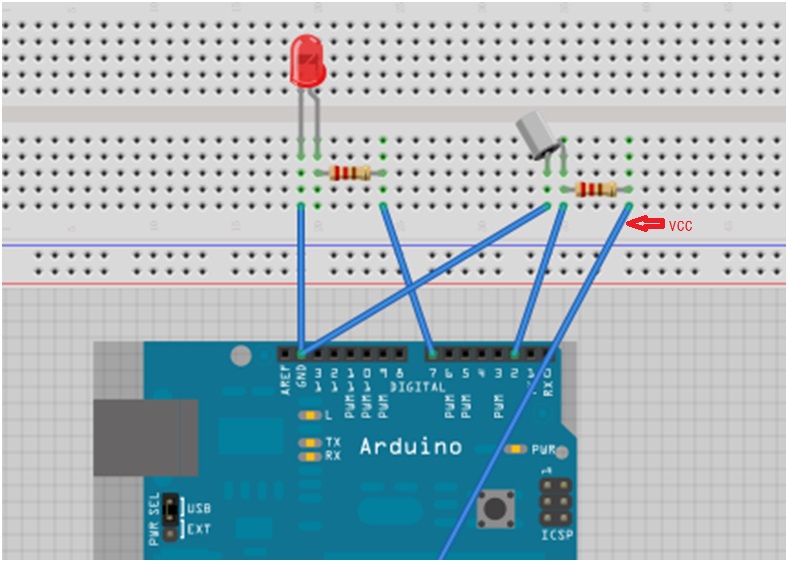 VCC
AREF
GND
13
12
11
10
9
8
7
6
5
4
3
2
1
RX 0
PWM
PWM
PWM
DIGITAL
PWM
PWM
PWM
L
TX
RX
Arduino
PWR
1
ICSP
PWR SEL
USB
EXT